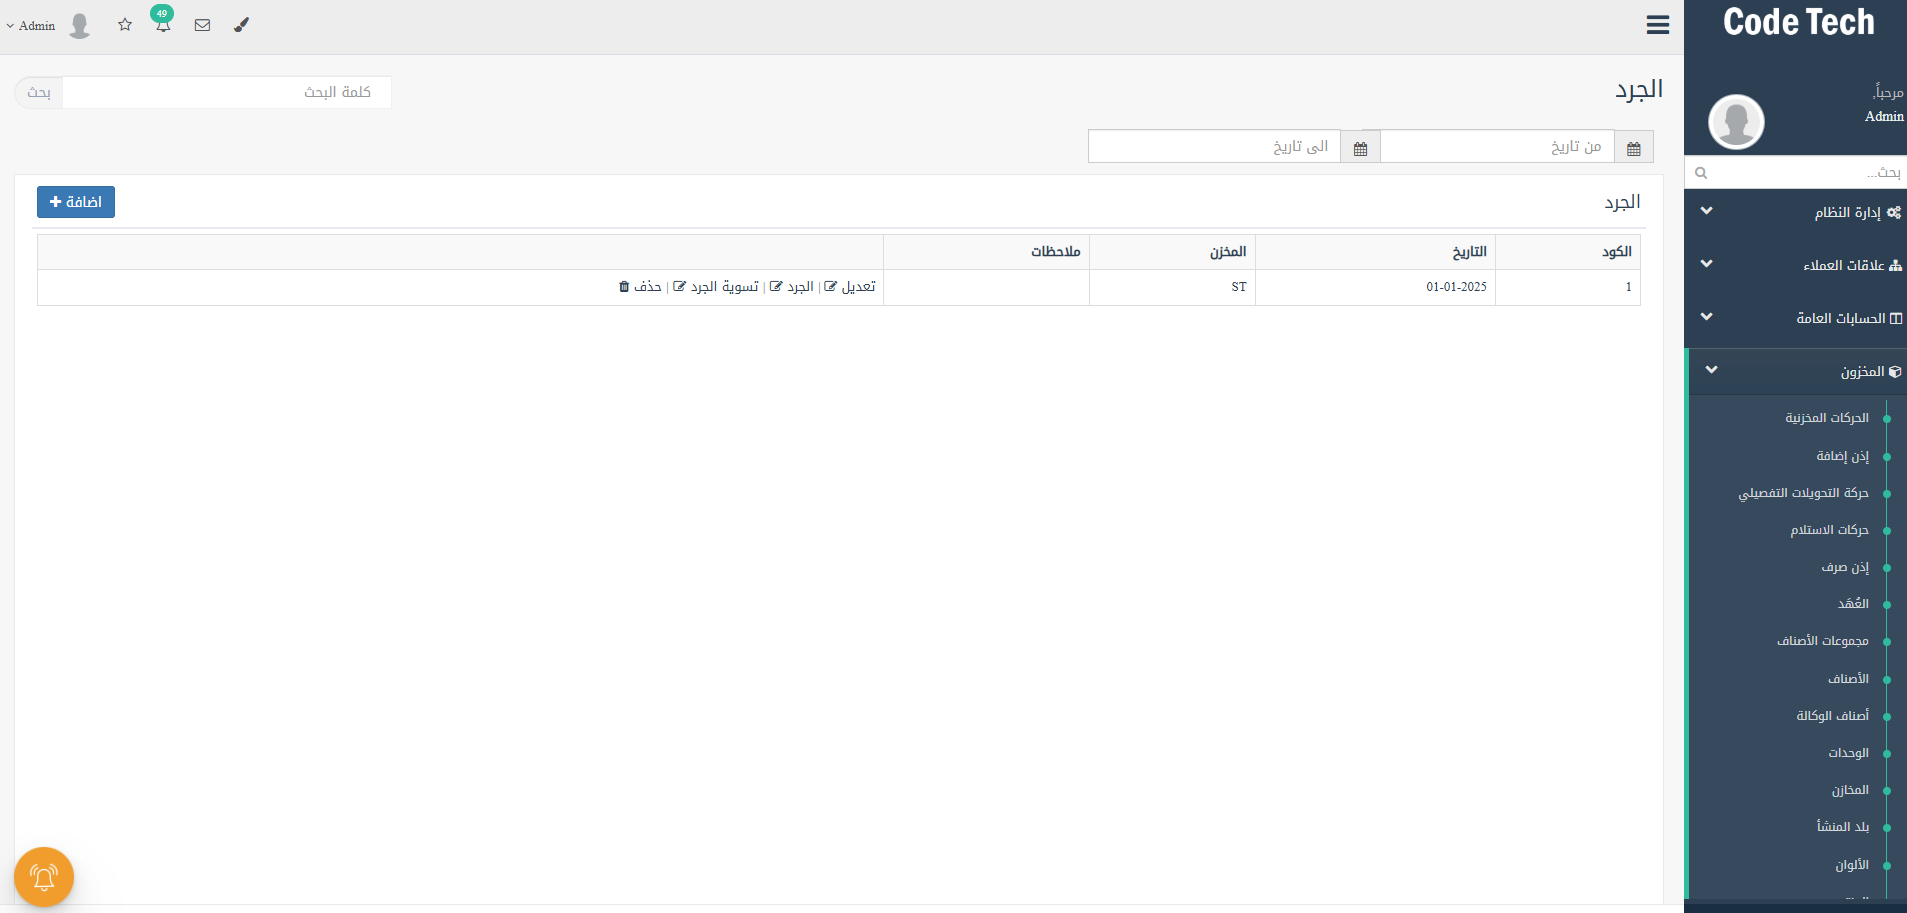 Code Tech
مرحباً,
Admin
بحث...
إدارة النظام
علاقات العملاء
الحسابات العامة
المخزون
الحركات المخزنية
إذن إضافة
حركة التحويلات التفصيلي
حركات الاستلام
إذن صرف
العُهَد
مجموعات الأصناف
الأصناف
أصناف الوكالة
الوحدات
المخازن
بلد المنشأ
الألوان
49
Admin
الجرد
كلمة البحث
بحث
من تاريخ
الى تاريخ
الجرد
اضافة
الكود التاريخ المخزن ملاحظات
1 01-01-2025 ST تعديل | الجرد | تسوية الجرد | حذف